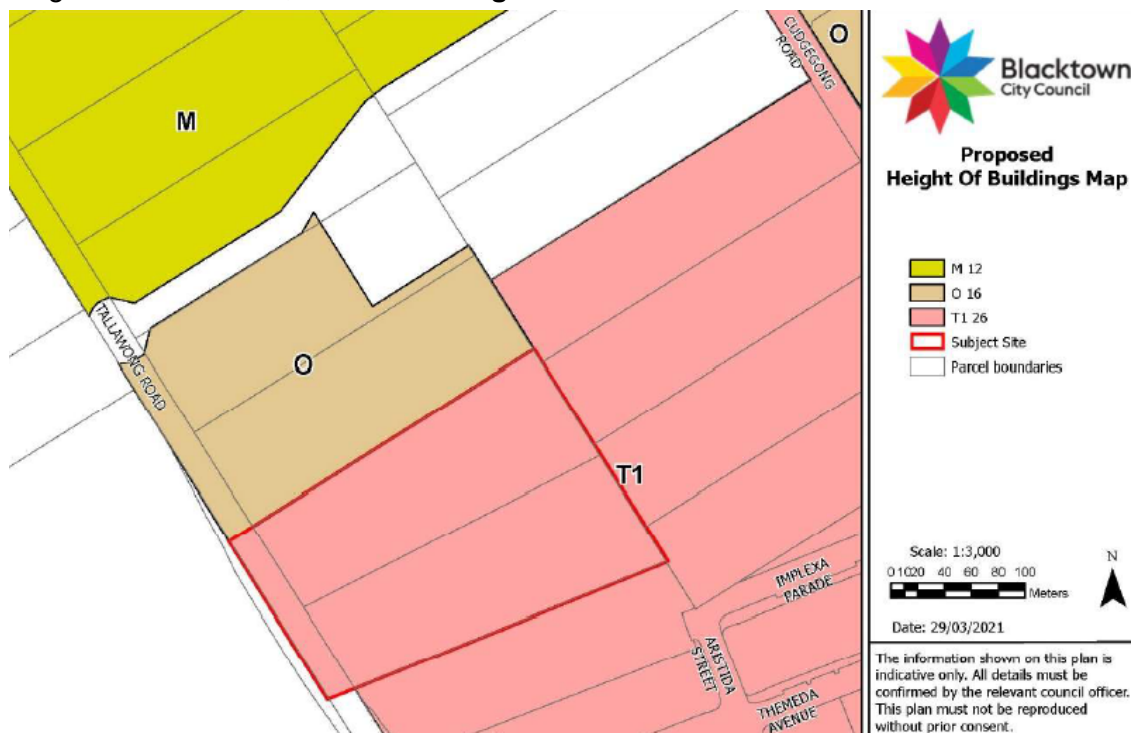 CUDGEGONG
ROAD
O
M
TALLAWONG ROAD
O
T1
IMPLEXA
PARADE
ARISTIDA
STREET
THEMEDA
AVENUE
Blacktown
City Council
Proposed
Height Of Buildings Map
M 12
O 16
T1 26
Subject Site
Parcel boundaries
Scale: 1:3,000
0 10 20 40 60 80 100
Meters
N
Date: 29/03/2021
The information shown on this plan is
indicative only. All details must be
confirmed by the relevant council officer.
This plan must not be reproduced
without prior consent.